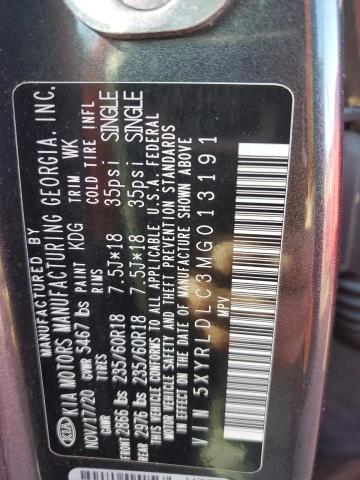 MANUFACTURED BY
KIA MOTORS MANUFACTURING GEORGIA. INC.
NOV/17/20 GVWR 5467 lbs PAINT KDG TRIM WK
GAWR TIRES RIMS COLD TIRE INFL
FRONT 2866 lbs 235/60R18 7.5J*18 35psi SINGLE
REAR 2976 lbs 235/60R18 7.5J*18 35psi SINGLE
THIS VEHICLE CONFORMS TO ALL APPLICABLE U.S.A FEDERAL
MOTOR VEHICLE SAFETY AND THEFT PREVENTION STANDARDS
IN EFFECT ON THE DATE OF MANUFACTURE SHOWN ABOVE
VIN 5XYRLDLC3MG013191
MPV
KIA